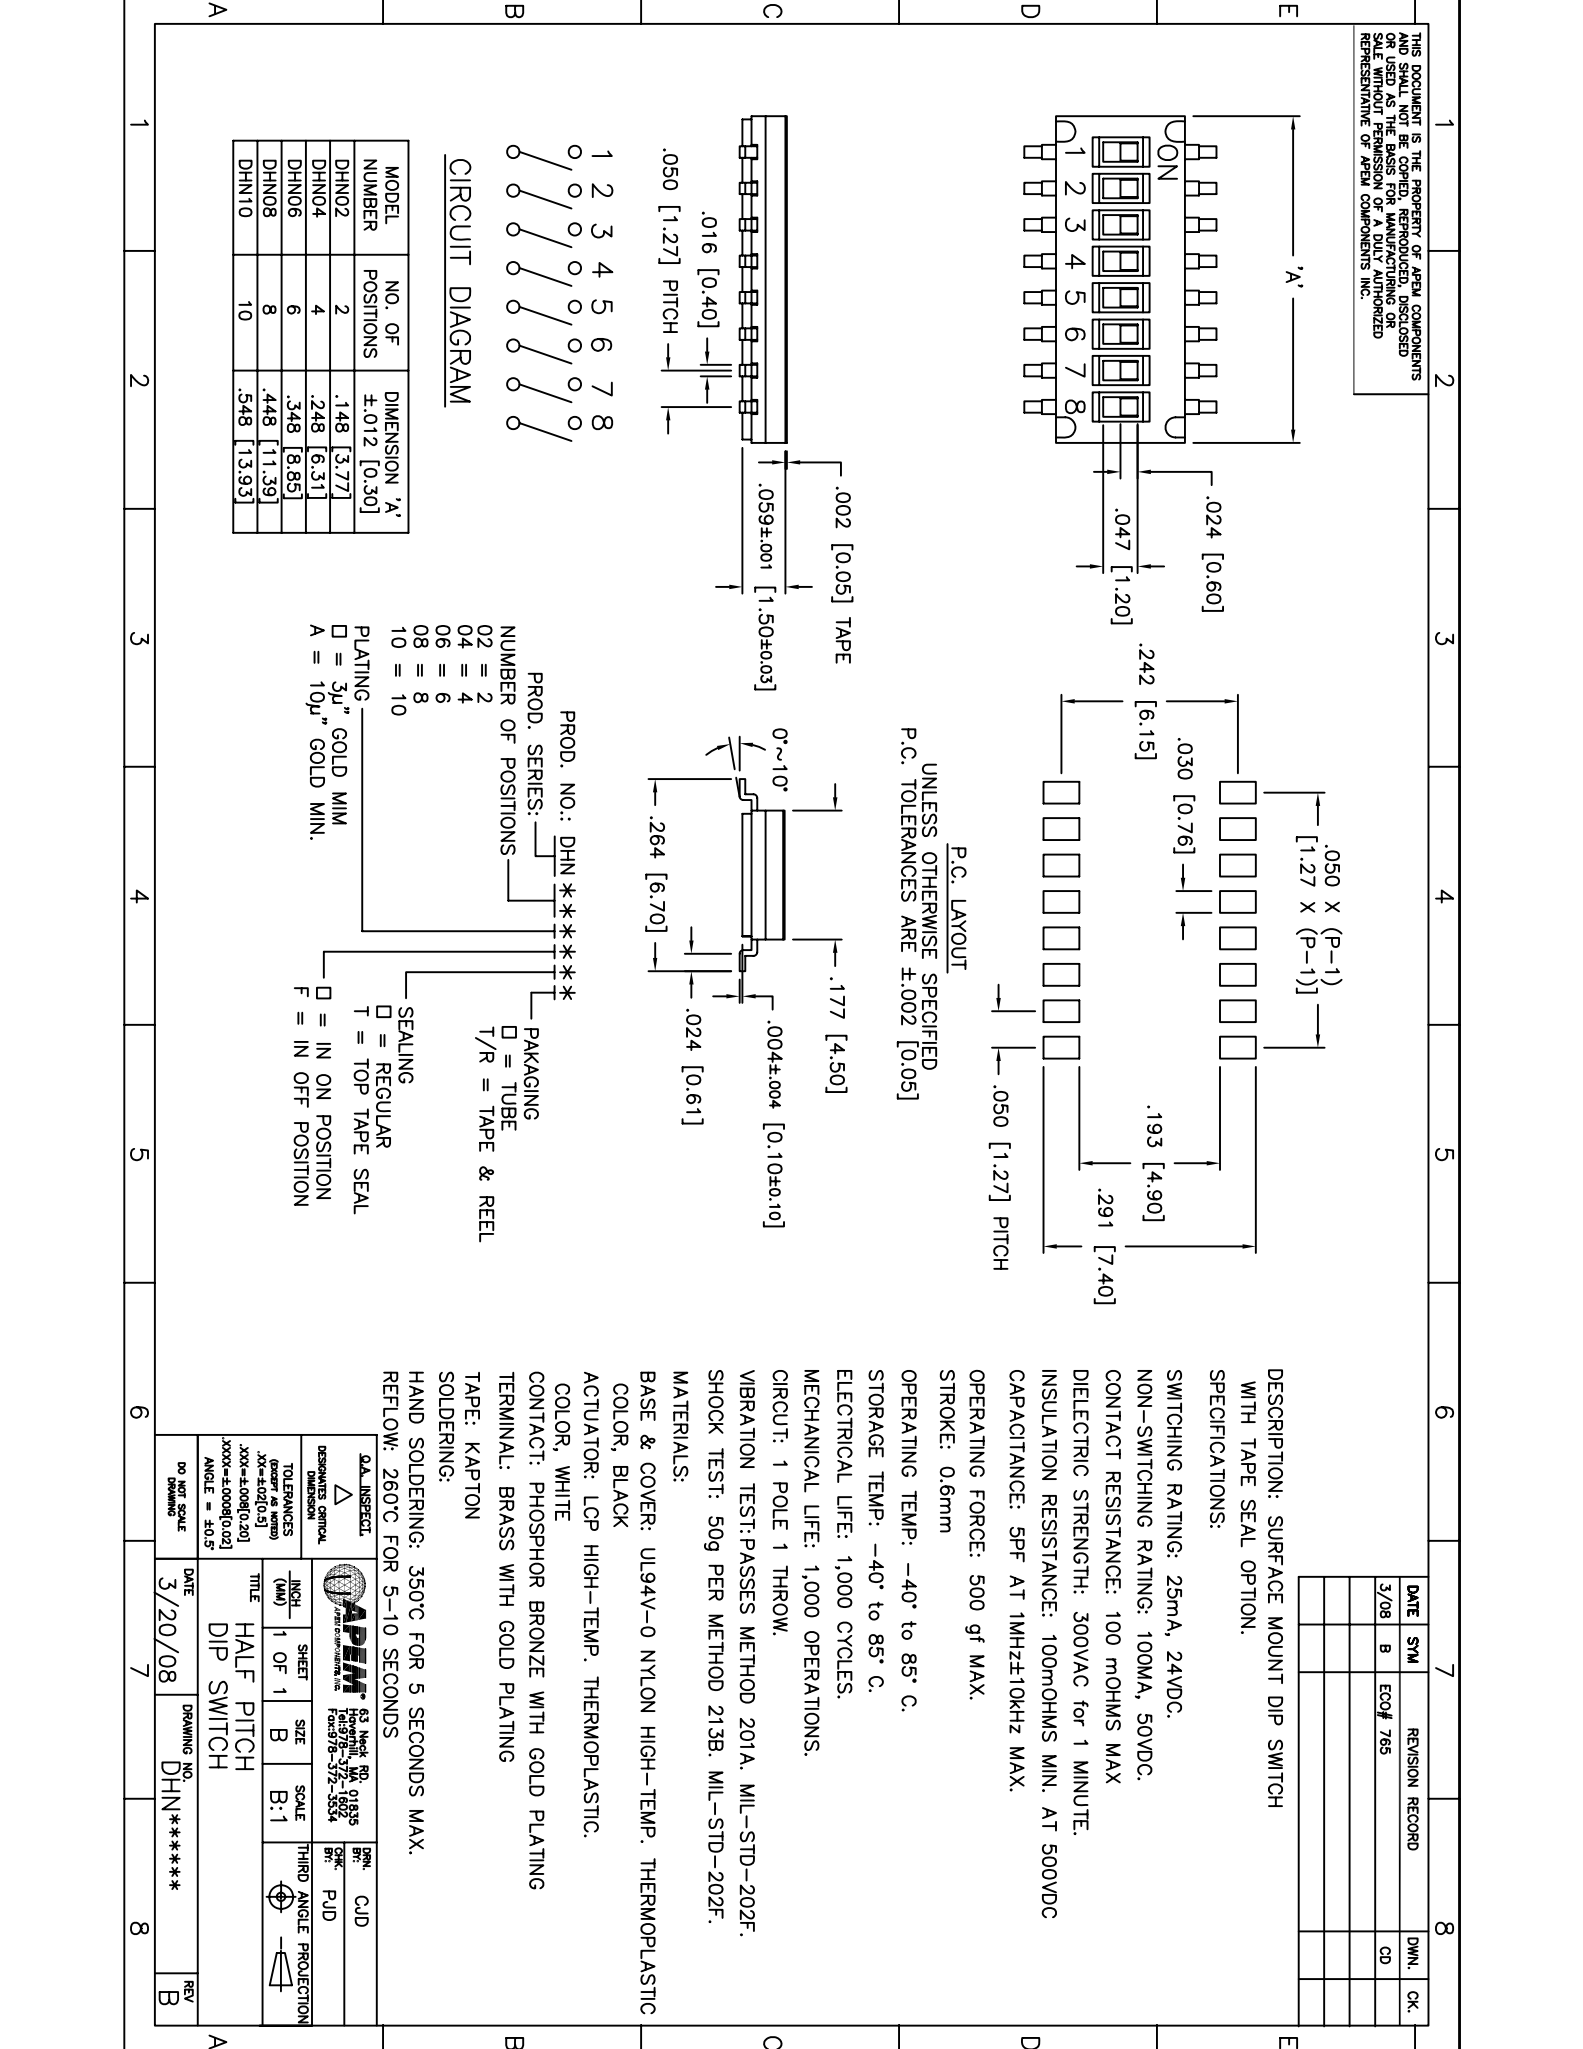 THIS DOCUMENT IS THE PROPERTY OF APEM COMPONENTS
AND SHALL NOT BE COPIED, REPRODUCED, DISCLOSED
OR USED AS THE BASIS FOR MANUFACTURING OR
SALE WITHOUT PERMISSION OF A DULY AUTHORIZED
REPRESENTATIVE OF APEM COMPONENTS INC.
1 2 3 4 5 6 7 8
E
D
C
B
A
'A'
ON
1 2 3 4 5 6 7 8
.024 [0.60]
.047 [1.20]
.002 [0.05] TAPE
.059±.001 [1.50±0.03]
.016 [0.40]
.050 [1.27] PITCH
1 2 3 4 5 6 7 8
CIRCUIT DIAGRAM
MODEL NUMBER
NO. OF POSITIONS
DIMENSION 'A' ±.012 [0.30]
DHN02 2 .148 [3.77]
DHN04 4 .248 [6.31]
DHN06 6 .348 [8.85]
DHN08 8 .448 [11.39]
DHN10 10 .548 [13.93]
.050 X (P-1)
[1.27 X (P-1)]
.242 [6.15]
.030 [0.76]
.193 [4.90]
.291 [7.40]
.050 [1.27] PITCH
P.C. LAYOUT
UNLESS OTHERWISE SPECIFIED
P.C. TOLERANCES ARE ±.002 [0.05]
.177 [4.50]
0°~10°
.004±.004 [0.10±0.10]
.264 [6.70]
.024 [0.61]
PROD. NO.: DHN ******
PROD. SERIES:
NUMBER OF POSITIONS
02 = 2
04 = 4
06 = 6
08 = 8
10 = 10
PLATING
□ = 3µ" GOLD MIM
A = 10µ" GOLD MIN.
PAKAGING
□ = TUBE
T/R = TAPE & REEL
SEALING
□ = REGULAR
T = TOP TAPE SEAL
□ = IN ON POSITION
F = IN OFF POSITION
DATE SYM REVISION RECORD DWN. CK.
3/08 B ECO# 765 CD
DESCRIPTION: SURFACE MOUNT DIP SWITCH
WITH TAPE SEAL OPTION.
SPECIFICATIONS:
SWITCHING RATING: 25mA, 24VDC.
NON-SWITCHING RATING: 100MA, 50VDC.
CONTACT RESISTANCE: 100 mOHMS MAX
DIELECTRIC STRENGTH: 300VAC for 1 MINUTE.
INSULATION RESISTANCE: 100mOHMS MIN. AT 500VDC
CAPACITANCE: 5PF AT 1MHz±10kHz MAX.
OPERATING FORCE: 500 gf MAX.
STROKE: 0.6mm
OPERATING TEMP: -40° to 85° C.
STORAGE TEMP: -40° to 85° C.
ELECTRICAL LIFE: 1,000 CYCLES.
MECHANICAL LIFE: 1,000 OPERATIONS.
CIRCUT: 1 POLE 1 THROW.
VIBRATION TEST:PASSES METHOD 201A. MIL-STD-202F.
SHOCK TEST: 50g PER METHOD 213B. MIL-STD-202F.
MATERIALS:
BASE & COVER: UL94V-0 NYLON HIGH-TEMP. THERMOPLASTIC
COLOR, BLACK
ACTUATOR: LCP HIGH-TEMP. THERMOPLASTIC.
COLOR, WHITE
CONTACT: PHOSPHOR BRONZE WITH GOLD PLATING
TERMINAL: BRASS WITH GOLD PLATING
TAPE: KAPTON
SOLDERING:
HAND SOLDERING: 350°C FOR 5 SECONDS MAX.
REFLOW: 260°C FOR 5-10 SECONDS
Q.A. INSPECT.
DESIGNATES CRITICAL
DIMENSION
TOLERANCES
(EXCEPT AS NOTED)
.XX=±.02[0.5]
.XXX=±.008[0.20]
.XXXX=±.0008[0.02]
ANGLE = ±0.5°
DO NOT SCALE
DRAWING
APEM®
APEM COMPONENTS, INC.
63 Neck RD.
Haverhill, MA 01835
Tel:978-372-1602
Fax:978-372-3534
DRN. BY: CJD
CHK. BY: PJD
INCH (MM)
SHEET 1 OF 1
SIZE B
SCALE B:1
THIRD ANGLE PROJECTION
TITLE
HALF PITCH
DIP SWITCH
DATE 3/20/08
DRAWING NO. DHN*****
REV B
1 2 3 4 5 6 7 8
E
D
C
B
A